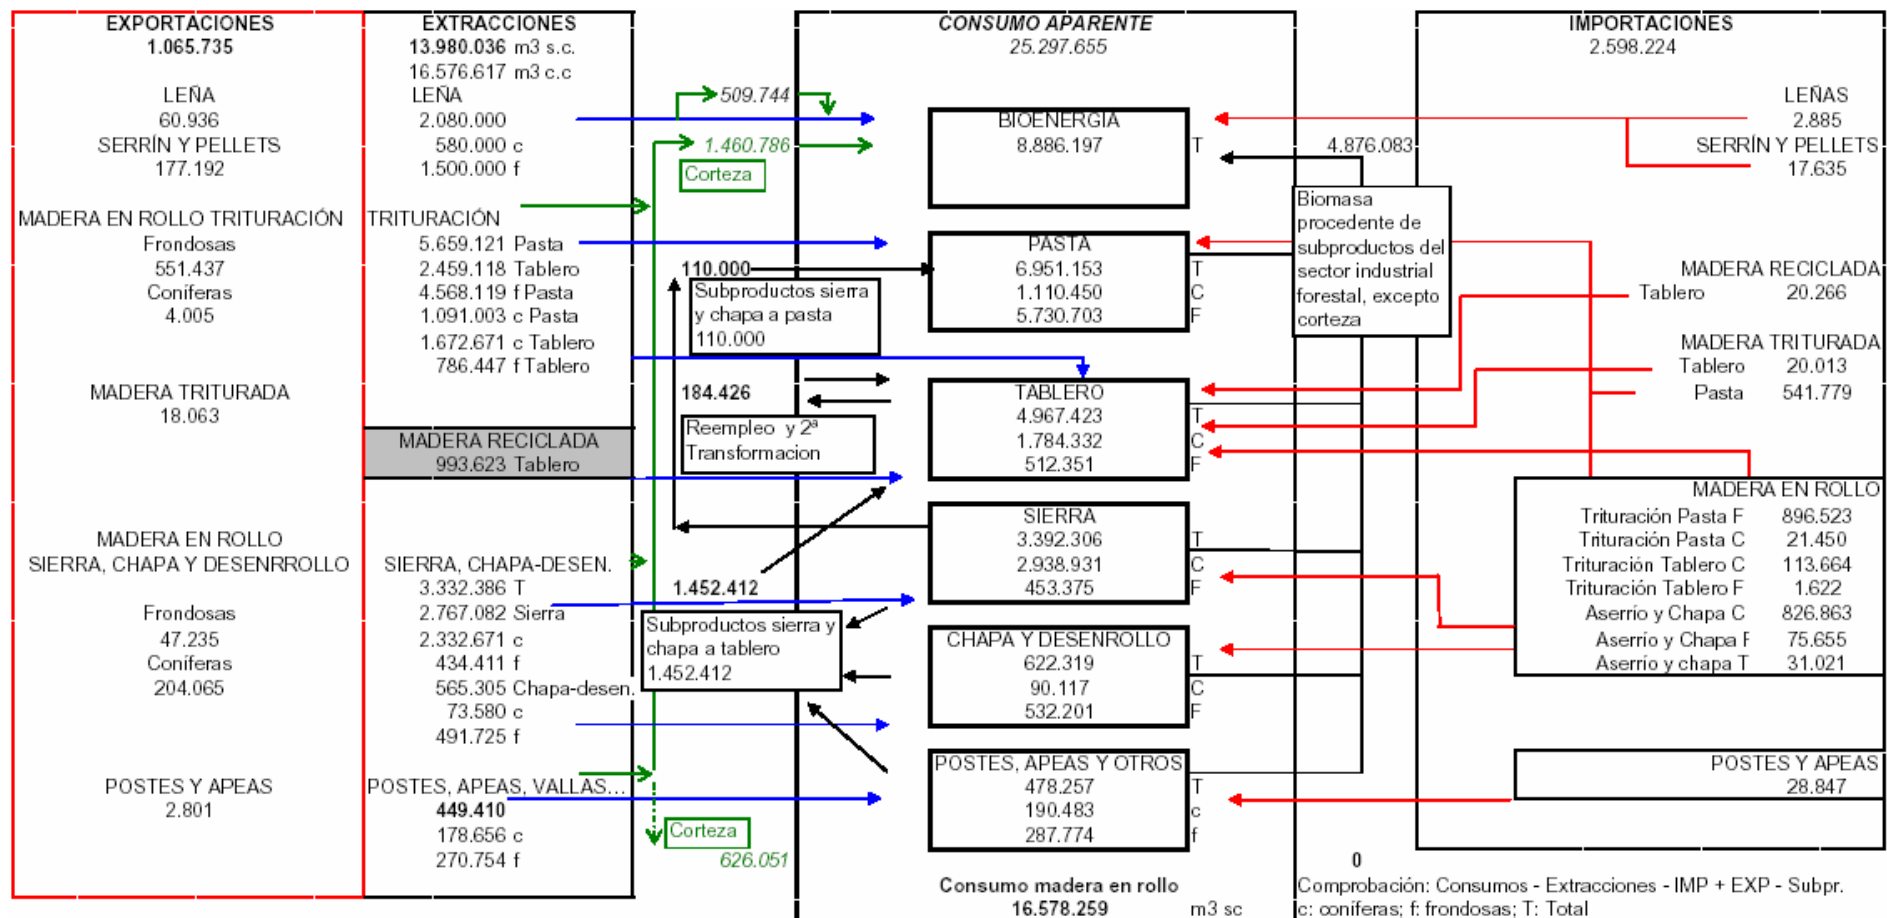 EXPORTACIONES
1.065.735
LEÑA
60.936
SERRÍN Y PELLETS
177.192
MADERA EN ROLLO TRITURACIÓN
Frondosas
551.437
Coníferas
4.005
MADERA TRITURADA
18.063
MADERA EN ROLLO
SIERRA, CHAPA Y DESENRROLLO
Frondosas
47.235
Coníferas
204.065
POSTES Y APEAS
2.801
EXTRACCIONES
13.980.036 m3 s.c.
16.576.617 m3 c.c
LEÑA
2.080.000
580.000 c
1.500.000 f
TRITURACIÓN
5.659.121 Pasta
2.459.118 Tablero
4.568.119 f Pasta
1.091.003 c Pasta
1.672.671 c Tablero
786.447 f Tablero
MADERA RECICLADA
993.623 Tablero
SIERRA, CHAPA-DESEN.
3.332.386 T
2.767.082 Sierra
2.332.671 c
434.411 f
565.305 Chapa-desen.
73.580 c
491.725 f
POSTES, APEAS, VALLAS...
449.410
178.656 c
270.754 f
509.744
1.460.786
Corteza
110.000
Subproductos sierra
y chapa a pasta
110.000
184.426
Reempleo y 2ª
Transformacion
1.452.412
Subproductos sierra y
chapa a tablero
1.452.412
Corteza
626.051
CONSUMO APARENTE
25.297.655
BIOENERGIA
8.886.197 T
PASTA
6.951.153 T
1.110.450 C
5.730.703 F
TABLERO
4.967.423 T
1.784.332 C
512.351 F
SIERRA
3.392.306 T
2.938.931 C
453.375 F
CHAPA Y DESENROLLO
622.319 T
90.117 C
532.201 F
POSTES, APEAS Y OTROS
478.257 T
190.483 c
287.774 f
Consumo madera en rollo
16.578.259 m3 sc
4.876.083
Biomasa
procedente de
subproductos del
sector industrial
forestal, excepto
corteza
IMPORTACIONES
2.598.224
LEÑAS
2.885
SERRÍN Y PELLETS
17.635
MADERA RECICLADA
Tablero 20.266
MADERA TRITURADA
Tablero 20.013
Pasta 541.779
MADERA EN ROLLO
Trituración Pasta F 896.523
Trituración Pasta C 21.450
Trituración Tablero C 113.664
Trituración Tablero F 1.622
Aserrío y Chapa C 826.863
Aserrío y Chapa F 75.655
Aserrío y chapa T 31.021
POSTES Y APEAS
28.847
0
Comprobación: Consumos - Extracciones - IMP + EXP - Subpr.
c: coníferas; f: frondosas; T: Total